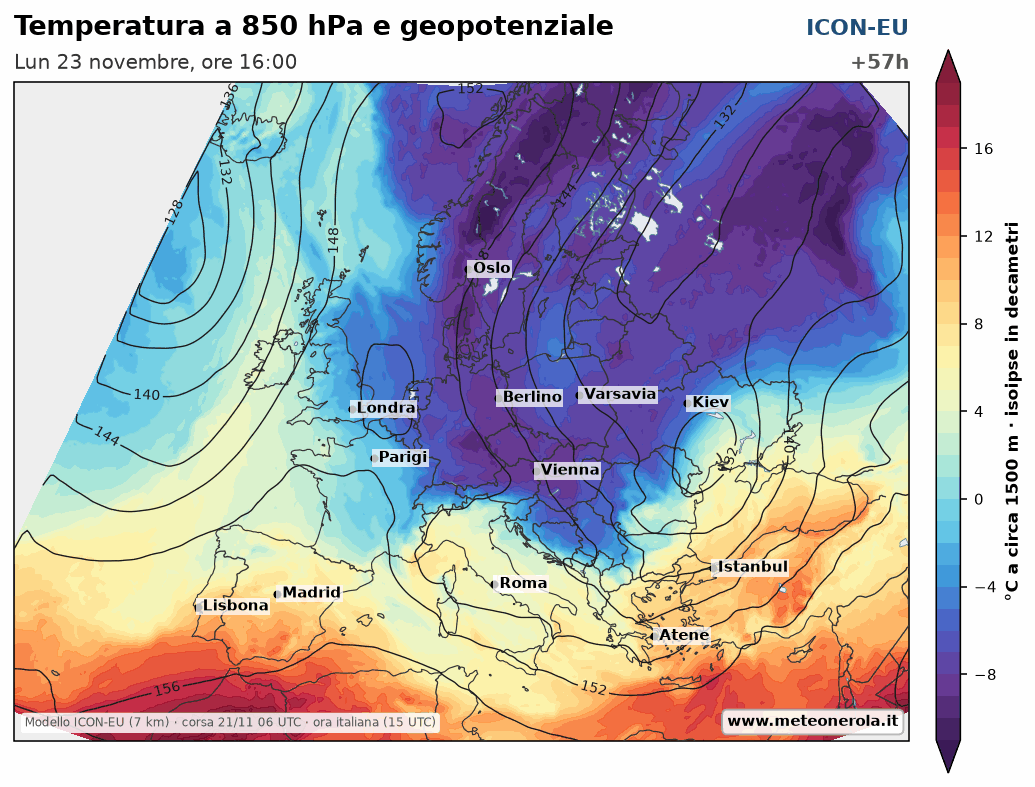 Temperatura a 850 hPa e geopotenziale
ICON-EU
Lun 23 novembre, ore 16:00
+57h
152
136
132
132
128
144
148
Oslo
140
Londra
Berlino
Varsavia
Kiev
144
Parigi
Vienna
140
Istanbul
Roma
Madrid
Lisbona
Atene
156
152
Modello ICON-EU (7 km) · corsa 21/11 06 UTC · ora italiana (15 UTC)
www.meteonerola.it
16
12
8
4
0
−4
−8
°C a circa 1500 m · isoipse in decametri